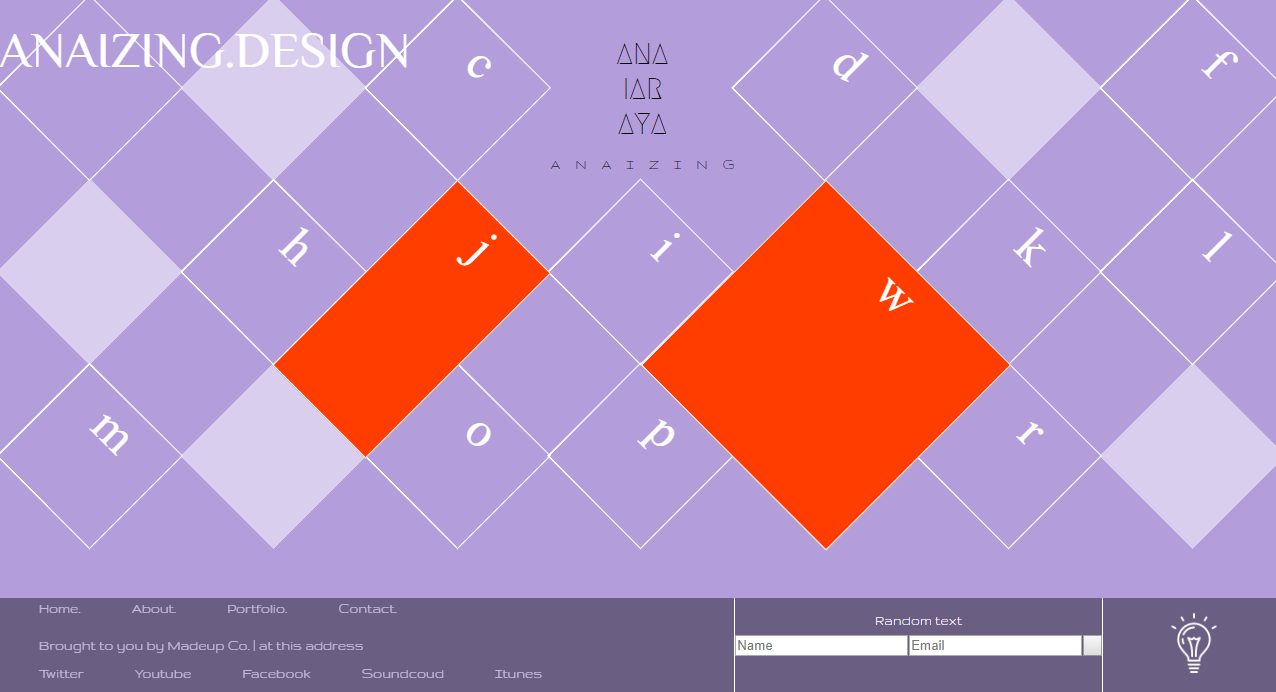 ANAIZING.DESIGN
ANA
IAR
AYA
ANAIZING
c
d
f
h
j
i
w
k
l
m
o
p
r
Home. About. Portfolio. Contact.
Brought to you by Madeup Co. | at this address
Twitter Youtube Facebook Soundcoud Itunes
Random text
Name Email